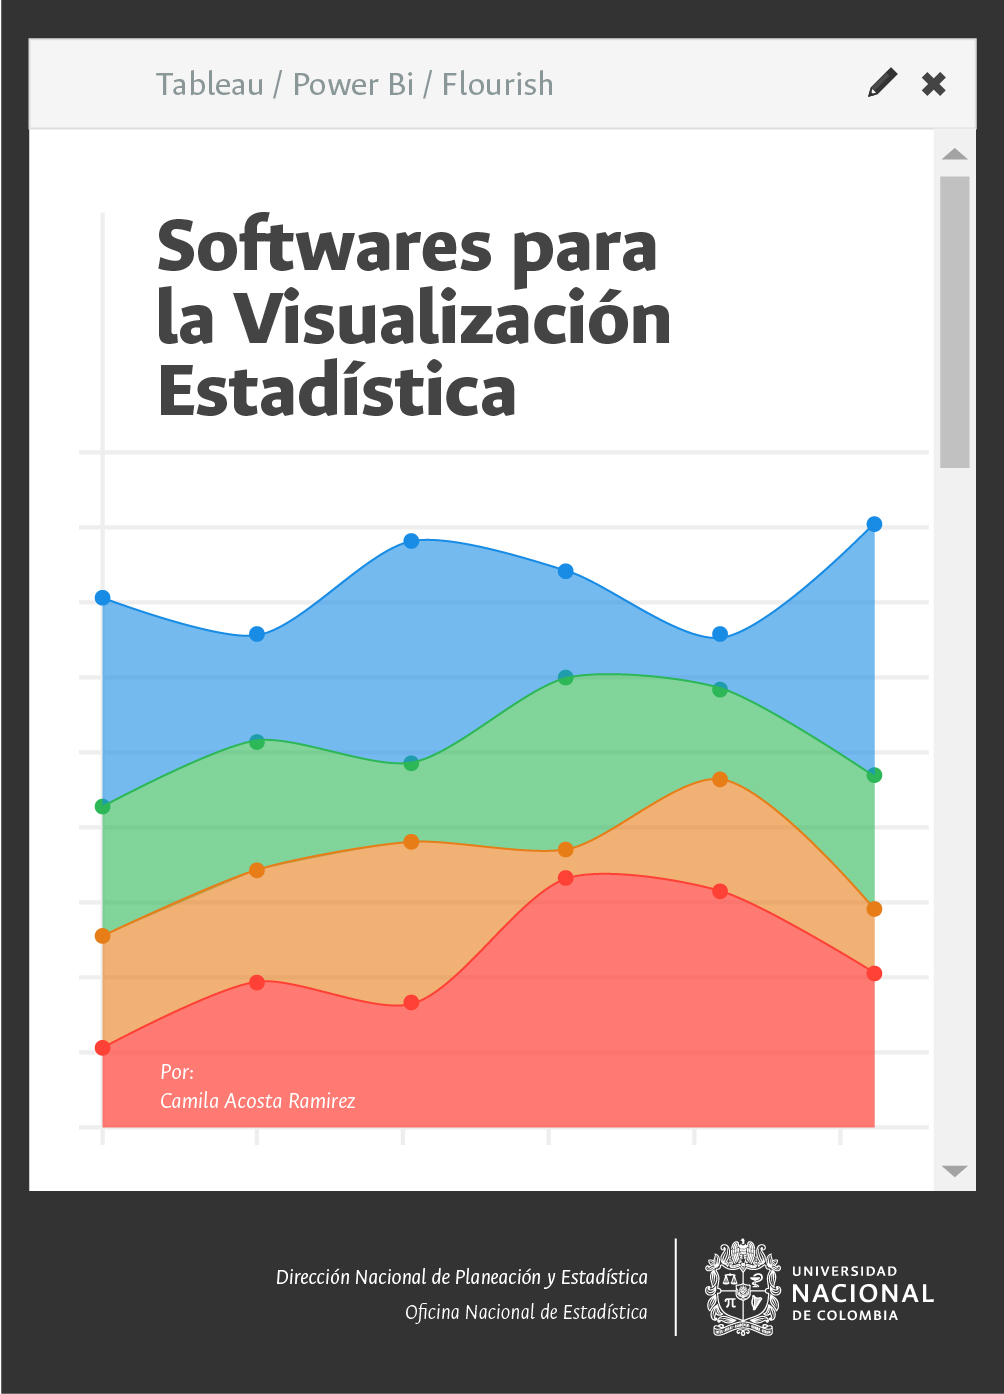 Tableau / Power Bi / Flourish
Softwares para
la Visualización
Estadística
Por:
Camila Acosta Ramirez
Dirección Nacional de Planeación y Estadística
Oficina Nacional de Estadística
UNIVERSIDAD
NACIONAL
DE COLOMBIA